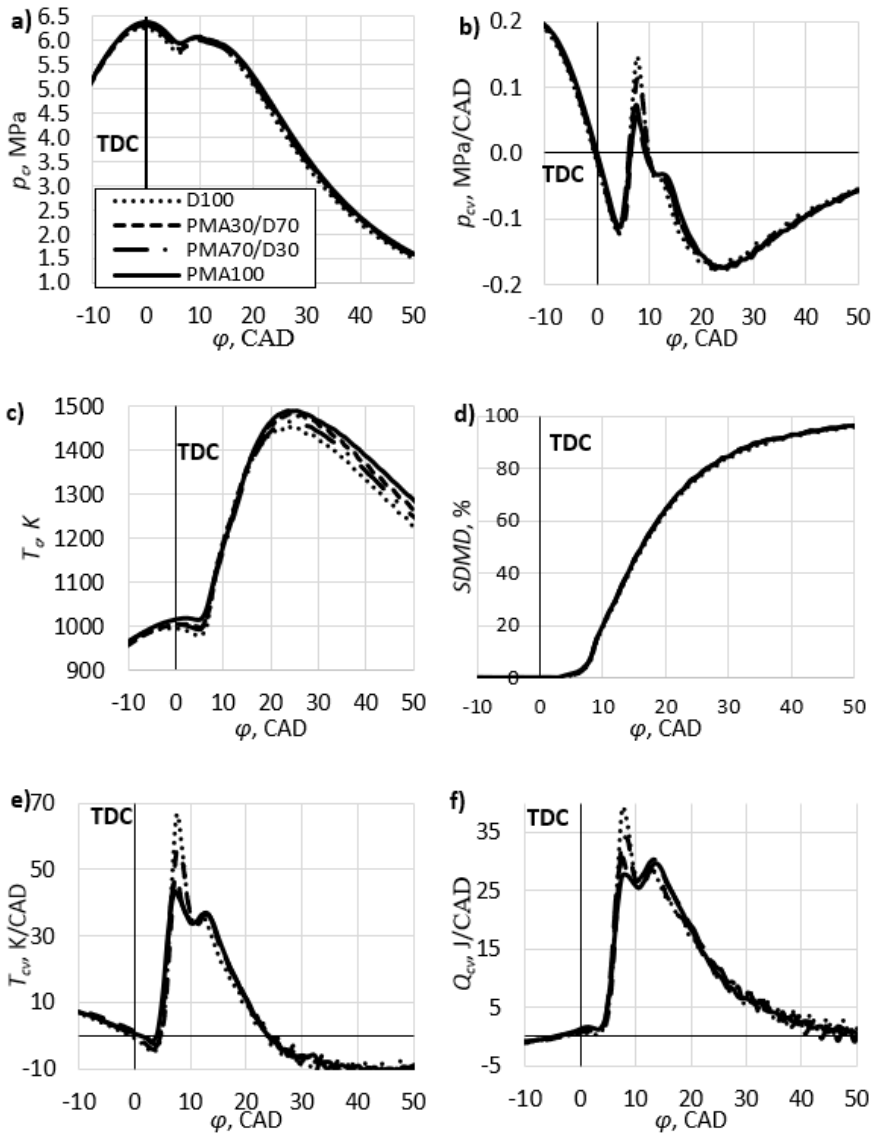 a)
6.5
6.0
5.5
5.0
4.5
4.0
3.5
3.0
2.5
2.0
1.5
1.0
p_c, MPa
TDC
D100
PMA30/D70
PMA70/D30
PMA100
-10 0 10 20 30 40 50
φ, CAD
b)
0.2
0.1
0.0
-0.1
-0.2
p_cv, MPa/CAD
TDC
-10 0 10 20 30 40 50
φ, CAD
c)
1500
1400
1300
1200
1100
1000
900
T_c, K
TDC
-10 0 10 20 30 40 50
φ, CAD
d)
100
80
60
40
20
0
SDMD, %
TDC
-10 0 10 20 30 40 50
φ, CAD
e)
70
50
30
10
-10
T_cv, K/CAD
TDC
-10 0 10 20 30 40 50
φ, CAD
f)
35
25
15
5
-5
Q_cv, J/CAD
TDC
-10 0 10 20 30 40 50
φ, CAD